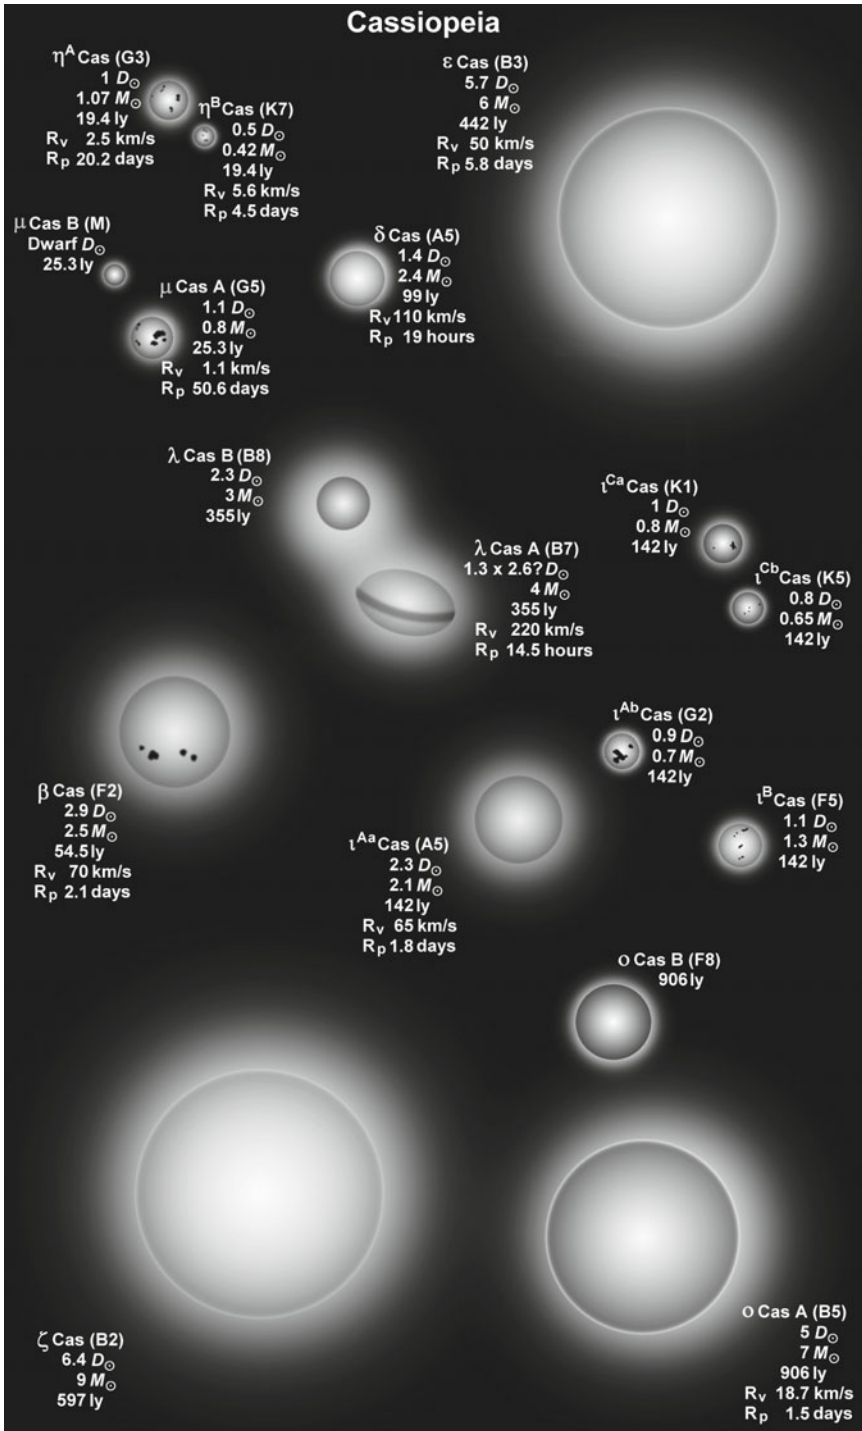 Cassiopeia
ηᴬ Cas (G3)
1 D☉
1.07 M☉
19.4 ly
Rv 2.5 km/s
Rp 20.2 days
ηᴮ Cas (K7)
0.5 D☉
0.42 M☉
19.4 ly
Rv 5.6 km/s
Rp 4.5 days
ε Cas (B3)
5.7 D☉
6 M☉
442 ly
Rv 50 km/s
Rp 5.8 days
μ Cas B (M)
Dwarf D☉
25.3 ly
μ Cas A (G5)
1.1 D☉
0.8 M☉
25.3 ly
Rv 1.1 km/s
Rp 50.6 days
δ Cas (A5)
1.4 D☉
2.4 M☉
99 ly
Rv 110 km/s
Rp 19 hours
λ Cas B (B8)
2.3 D☉
3 M☉
355 ly
λ Cas A (B7)
1.3 x 2.6? D☉
4 M☉
355 ly
Rv 220 km/s
Rp 14.5 hours
ιCa Cas (K1)
1 D☉
0.8 M☉
142 ly
ιCb Cas (K5)
0.8 D☉
0.65 M☉
142 ly
β Cas (F2)
2.9 D☉
2.5 M☉
54.5 ly
Rv 70 km/s
Rp 2.1 days
ιAa Cas (A5)
2.3 D☉
2.1 M☉
142 ly
Rv 65 km/s
Rp 1.8 days
ιAb Cas (G2)
0.9 D☉
0.7 M☉
142 ly
ιB Cas (F5)
1.1 D☉
1.3 M☉
142 ly
ο Cas B (F8)
906 ly
ζ Cas (B2)
6.4 D☉
9 M☉
597 ly
ο Cas A (B5)
5 D☉
7 M☉
906 ly
Rv 18.7 km/s
Rp 1.5 days